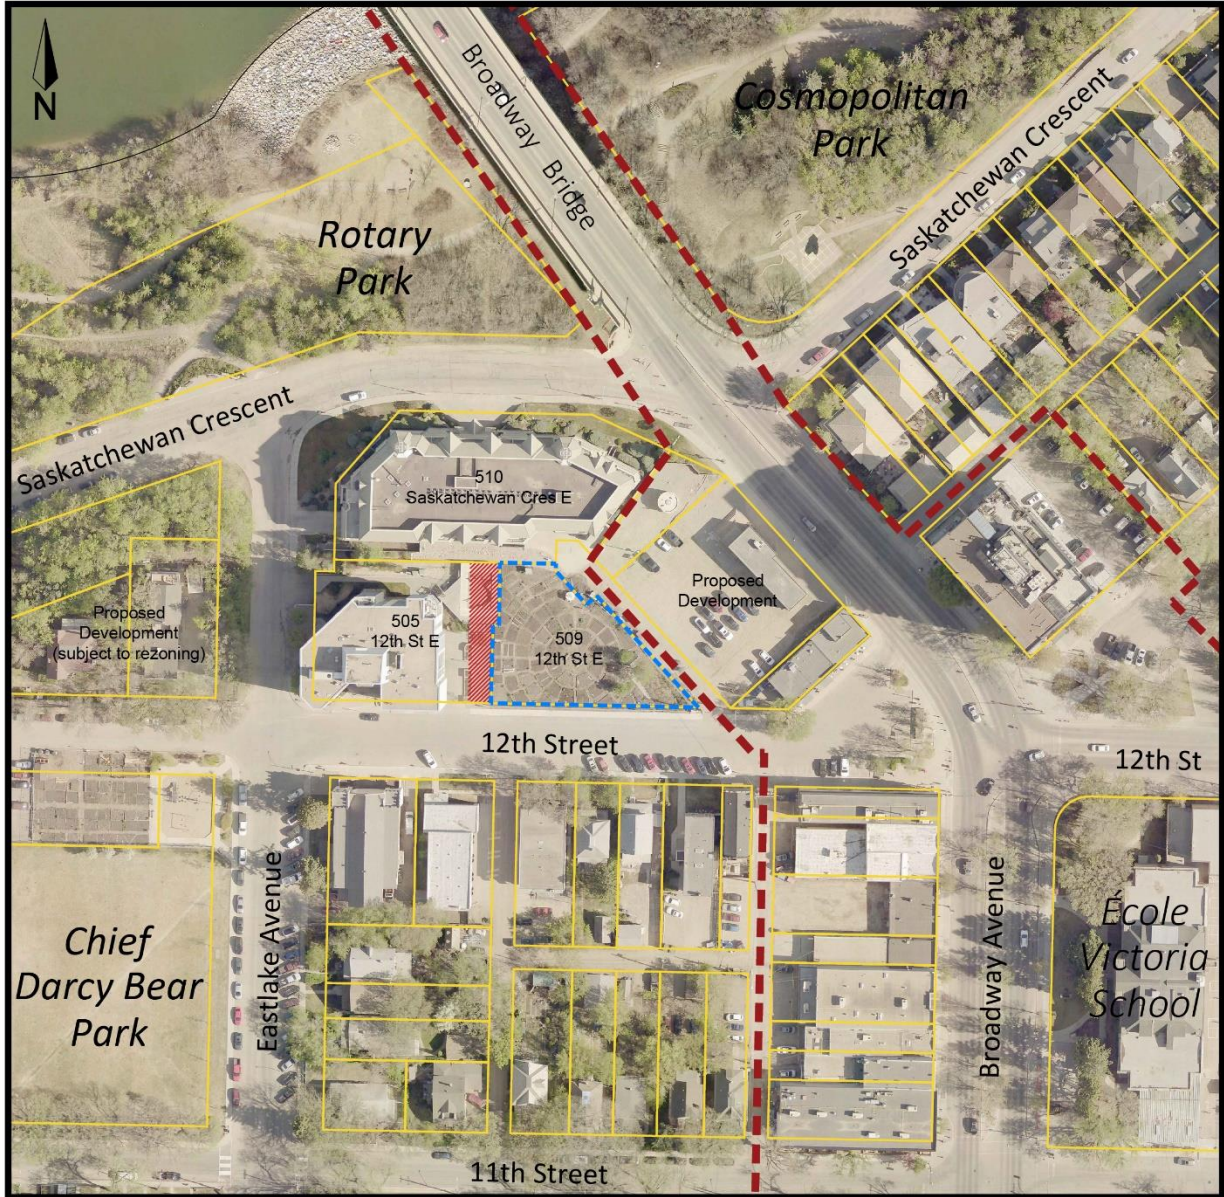 N
Broadway Bridge
Cosmopolitan
Park
Saskatchewan Crescent
Rotary
Park
Saskatchewan Crescent
510
Saskatchewan Cres E
Proposed
Development
Proposed
Development
(subject to rezoning)
505
12th St E
509
12th St E
12th Street
12th St
Eastlake Avenue
Broadway Avenue
École
Victoria
School
Chief
Darcy Bear
Park
11th Street